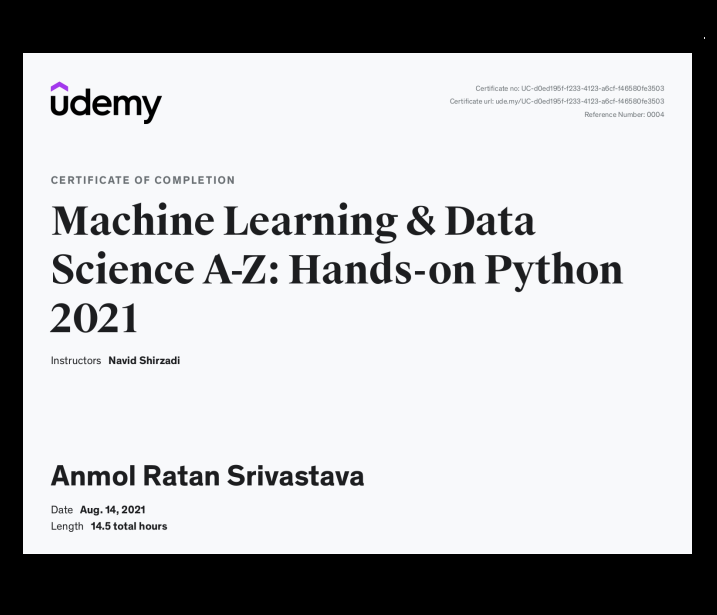 udemy
Certificate no: UC-d0ed195f-f233-4123-a6cf-f46580fe3503
Certificate url: ude.my/UC-d0ed195f-f233-4123-a6cf-f46580fe3503
Reference Number: 0004
CERTIFICATE OF COMPLETION
Machine Learning & Data
Science A-Z: Hands-on Python
2021
Instructors Navid Shirzadi
Anmol Ratan Srivastava
Date Aug. 14, 2021
Length 14.5 total hours